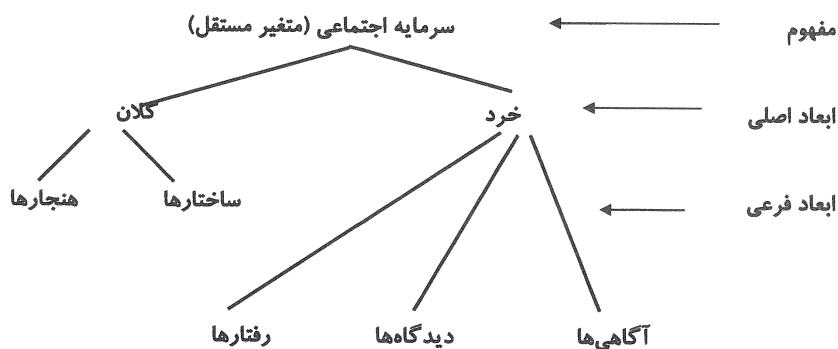 مفهوم
سرمایه اجتماعی (متغیر مستقل)
ابعاد اصلی
خرد
کلان
ابعاد فرعی
ساختارها
هنجارها
آگاهی‌ها
دیدگاه‌ها
رفتارها